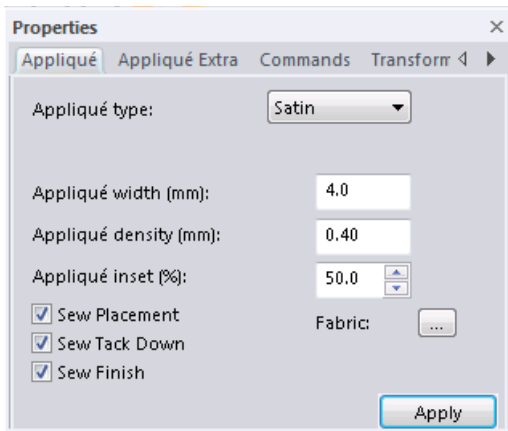 Properties
Appliqué Appliqué Extra Commands Transform
Appliqué type: Satin
Appliqué width (mm): 4.0
Appliqué density (mm): 0.40
Appliqué inset (%): 50.0
Sew Placement Fabric: ...
Sew Tack Down
Sew Finish
Apply